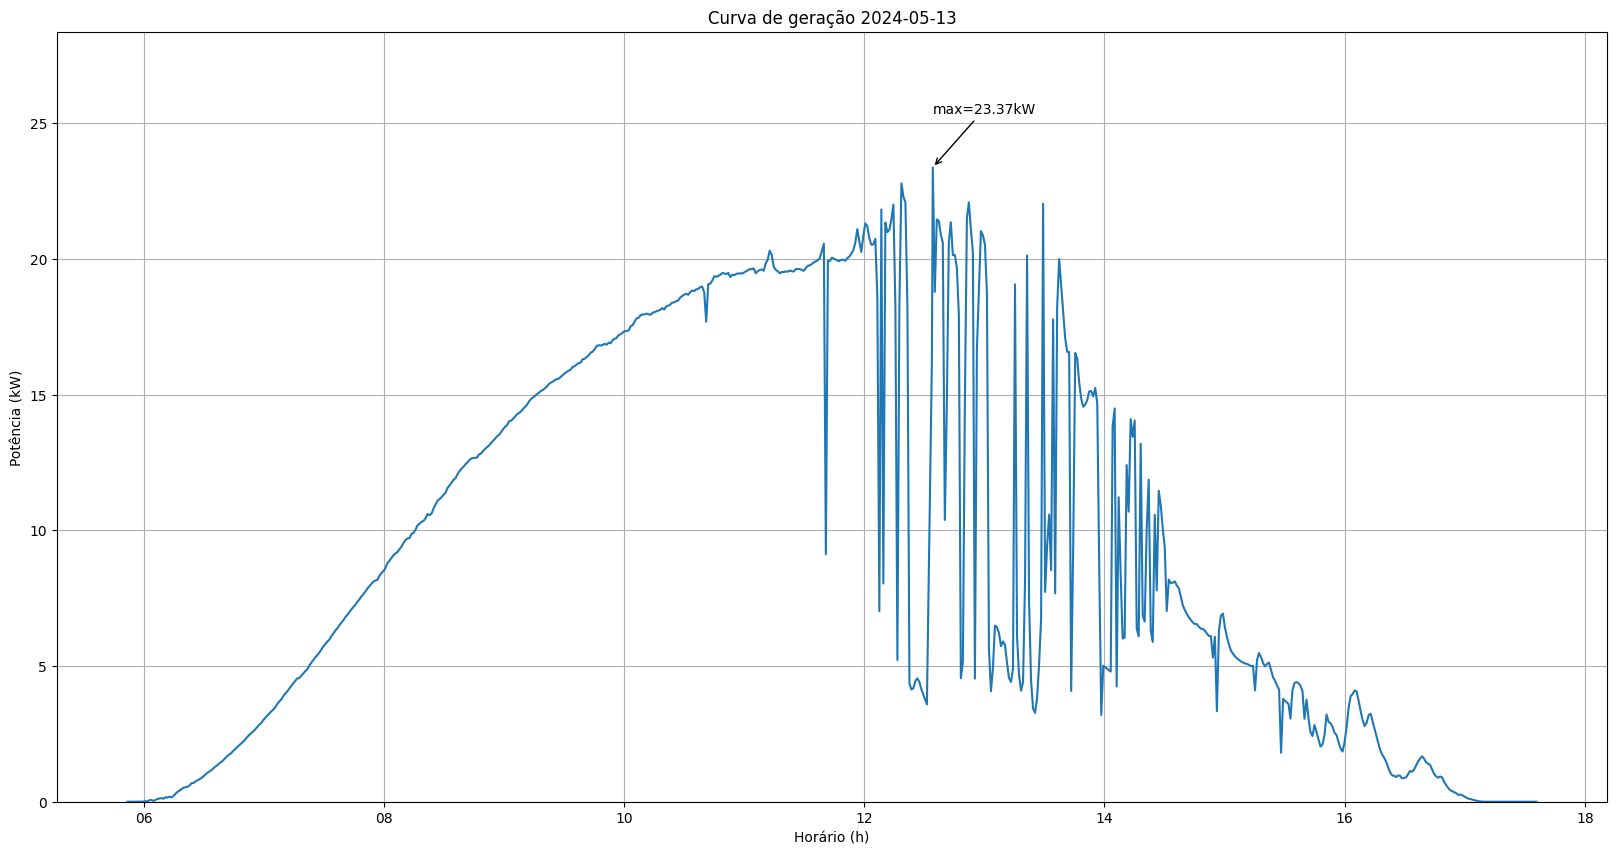 Curva de geração 2024-05-13
max=23.37kW
25
20
15
10
5
0
Potência (kW)
06 08 10 12 14 16 18
Horário (h)